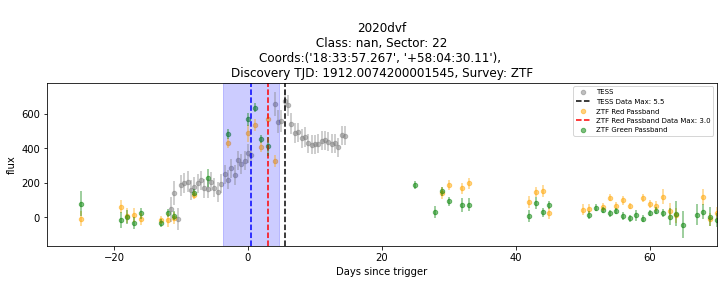 2020dvf
Class: nan, Sector: 22
Coords:('18:33:57.267', '+58:04:30.11'),
Discovery TJD: 1912.0074200001545, Survey: ZTF
TESS
TESS Data Max: 5.5
ZTF Red Passband
ZTF Red Passband Data Max: 3.0
ZTF Green Passband
flux
600
400
200
0
−20
0
20
40
60
Days since trigger